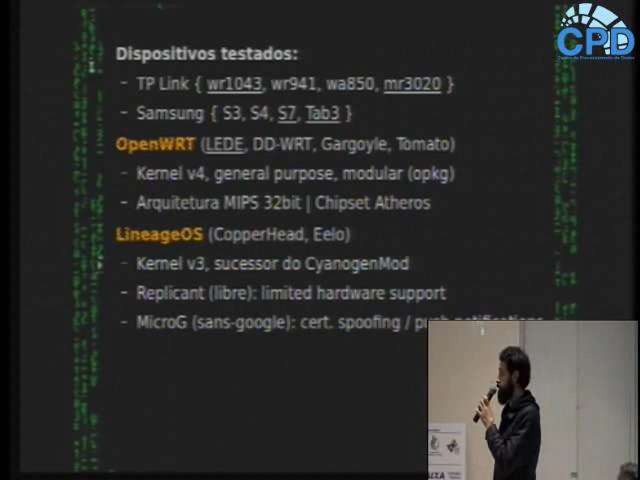 CPD
Dispositivos testados:
- TP Link { wr1043, wr941, wa850, mr3020 }
- Samsung { S3, S4, S7, Tab3 }
OpenWRT (LEDE, DD-WRT, Gargoyle, Tomato)
- Kernel v4, general purpose, modular (opkg)
- Arquitetura MIPS 32bit | Chipset Atheros
LineageOS (CopperHead, Eelo)
- Kernel v3, sucessor do CyanogenMod
- Replicant (libre): limited hardware support
- MicroG (sans-google): cert. spoofing / push notifications